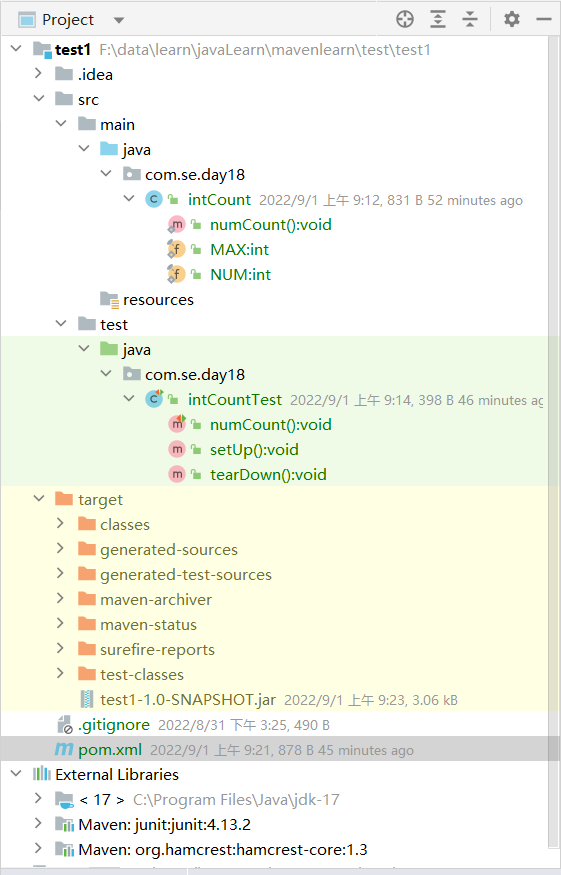 Project
test1 F:\data\learn\javaLearn\mavenlearn\test\test1
.idea
src
main
java
com.se.day18
intCount 2022/9/1 上午 9:12, 831 B 52 minutes ago
numCount():void
MAX:int
NUM:int
resources
test
java
com.se.day18
intCountTest 2022/9/1 上午 9:14, 398 B 46 minutes ag
numCount():void
setUp():void
tearDown():void
target
classes
generated-sources
generated-test-sources
maven-archiver
maven-status
surefire-reports
test-classes
test1-1.0-SNAPSHOT.jar 2022/9/1 上午 9:23, 3.06 kB
.gitignore 2022/8/31 下午 3:25, 490 B
pom.xml 2022/9/1 上午 9:21, 878 B 45 minutes ago
External Libraries
< 17 > C:\Program Files\Java\jdk-17
Maven: junit:junit:4.13.2
Maven: org.hamcrest:hamcrest-core:1.3